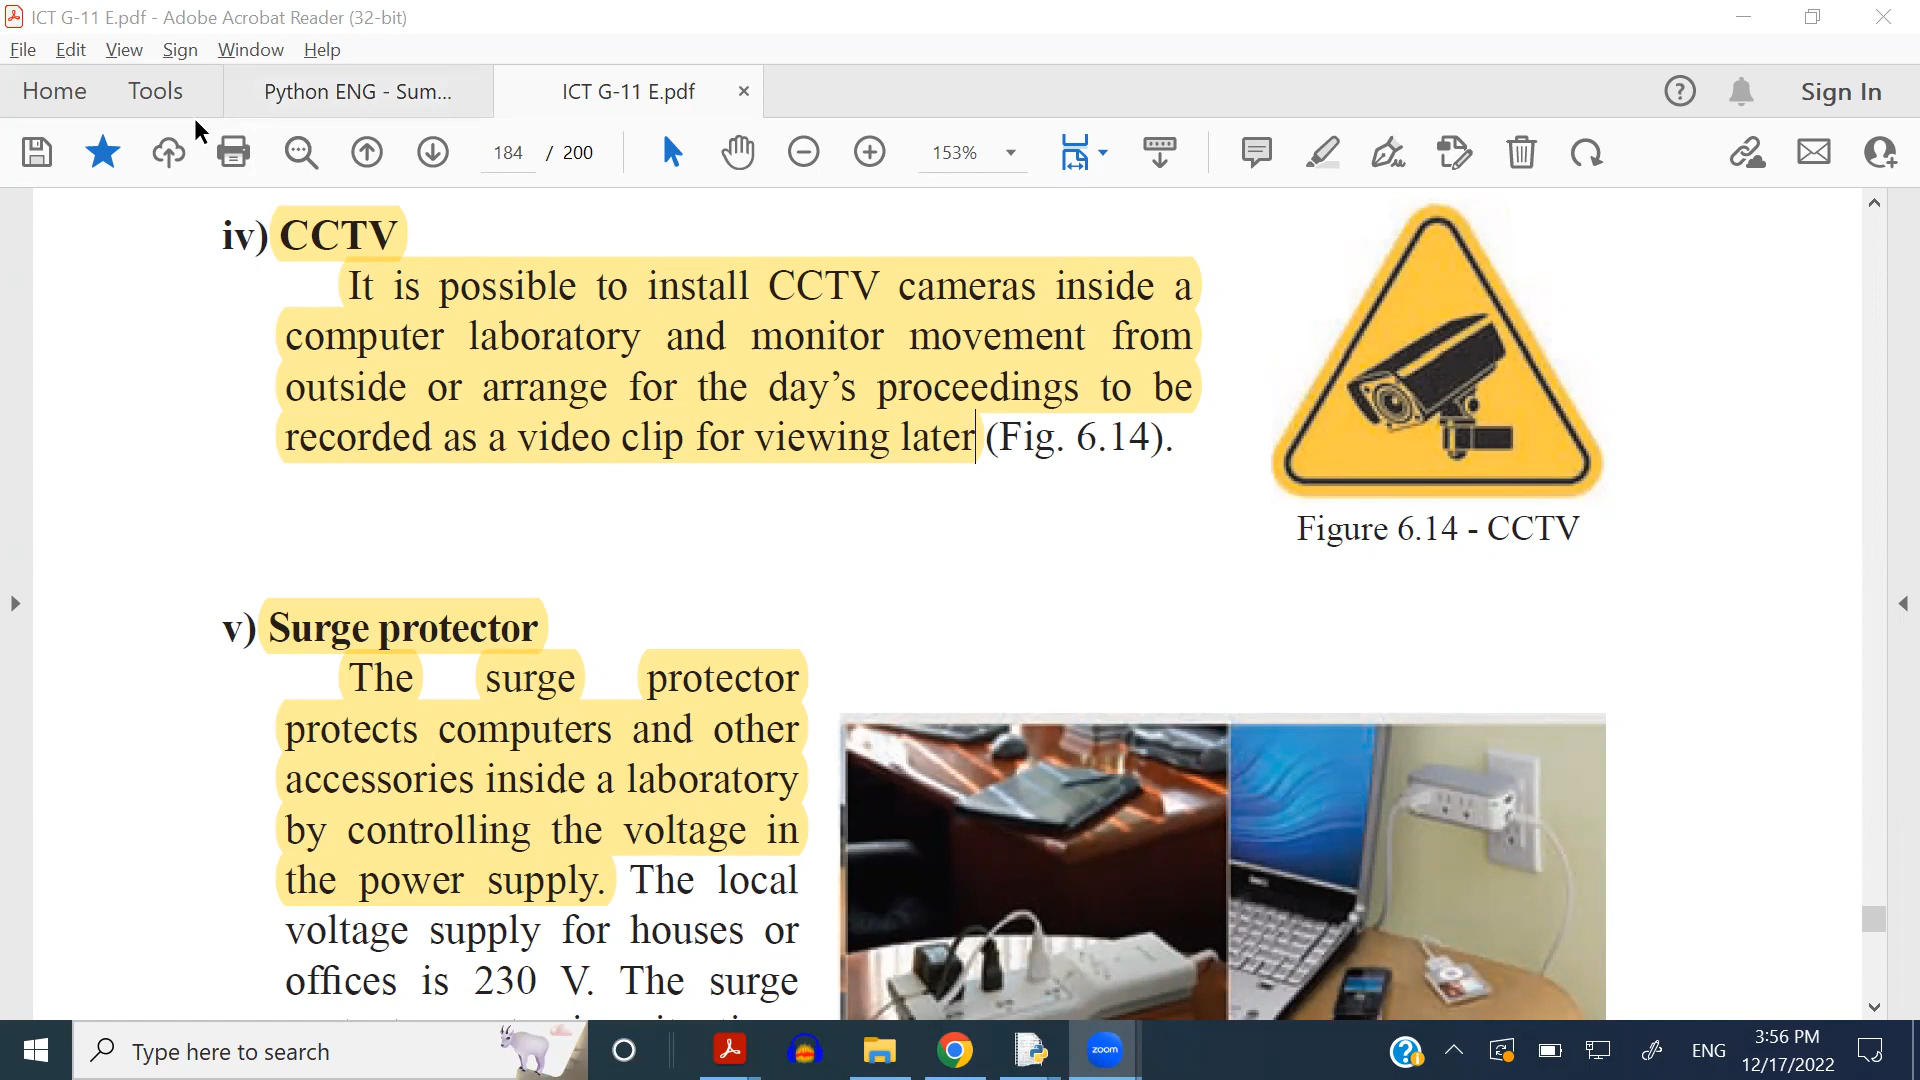 ICT G-11 E.pdf - Adobe Acrobat Reader (32-bit)
File Edit View Sign Window Help
Home Tools Python ENG - Sum... ICT G-11 E.pdf × Sign In
184 / 200 153%
iv) CCTV
It is possible to install CCTV cameras inside a
computer laboratory and monitor movement from
outside or arrange for the day’s proceedings to be
recorded as a video clip for viewing later (Fig. 6.14).
Figure 6.14 - CCTV
v) Surge protector
The surge protector
protects computers and other
accessories inside a laboratory
by controlling the voltage in
the power supply. The local
voltage supply for houses or
offices is 230 V. The surge
Type here to search
zoom
ENG
3:56 PM
12/17/2022